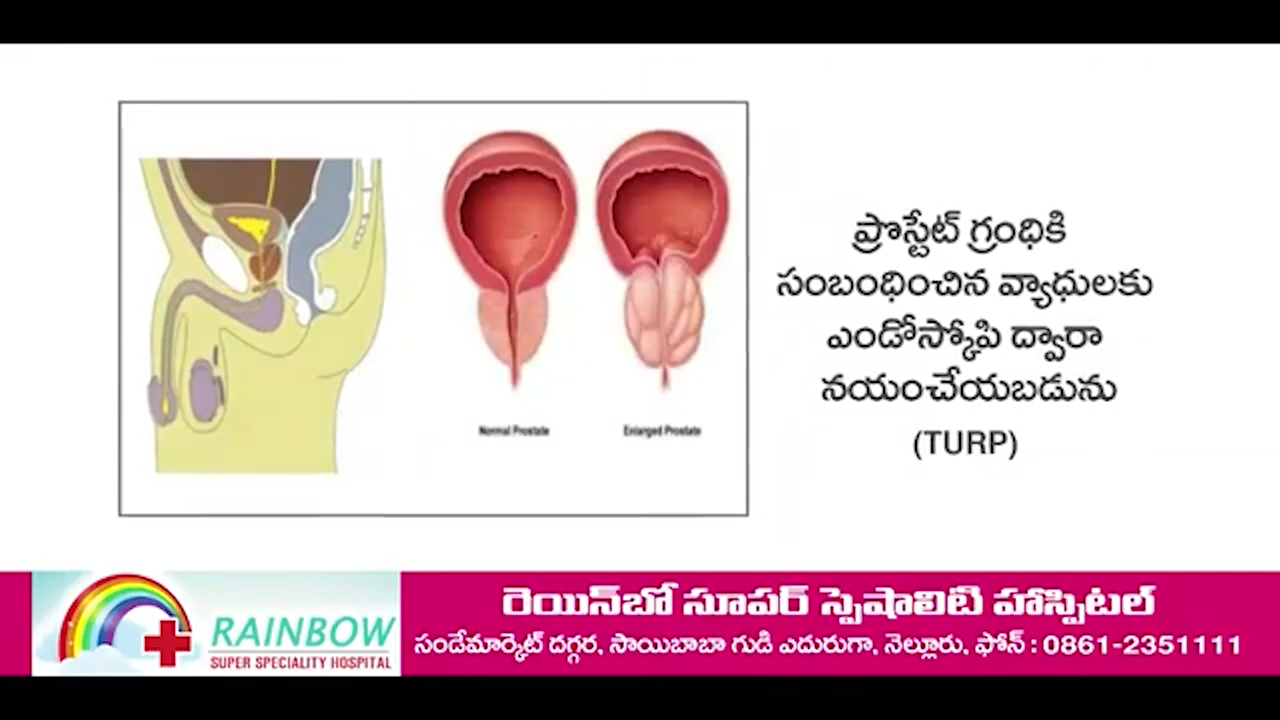 ప్రొస్టేట్ గ్రంధికి
సంబంధించిన వ్యాధులకు
ఎండోస్కోపి ద్వారా
నయంచేయబడును
(TURP)
Normal Prostate
Enlarged Prostate
RAINBOW
SUPER SPECIALITY HOSPITAL
రెయిన్‌బో సూపర్ స్పెషాలిటి హాస్పిటల్
సండేమార్కెట్ దగ్గర, సాయిబాబా గుడి ఎదురుగా, నెల్లూరు, ఫోన్ : 0861-2351111